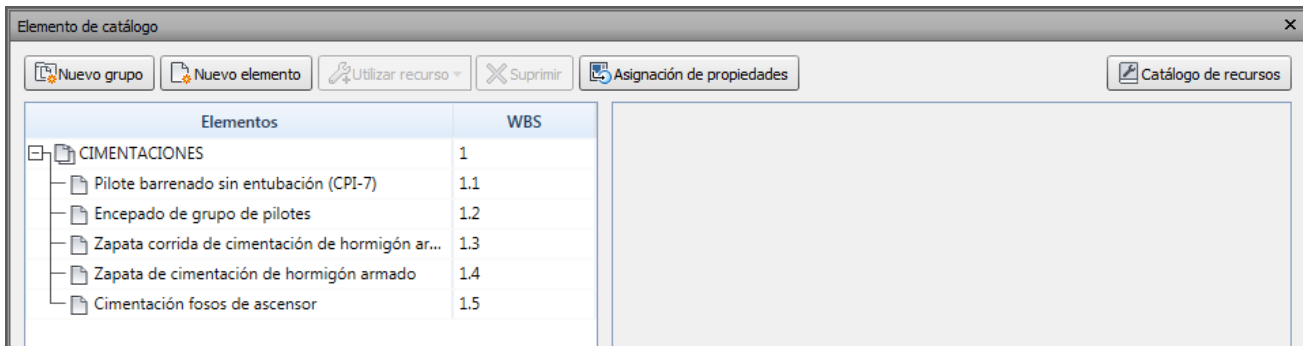 Elemento de catálogo
Nuevo grupo Nuevo elemento Utilizar recurso Suprimir Asignación de propiedades Catálogo de recursos
Elementos WBS
CIMENTACIONES 1
Pilote barrenado sin entubación (CPI-7) 1.1
Encepado de grupo de pilotes 1.2
Zapata corrida de cimentación de hormigón ar... 1.3
Zapata de cimentación de hormigón armado 1.4
Cimentación fosos de ascensor 1.5